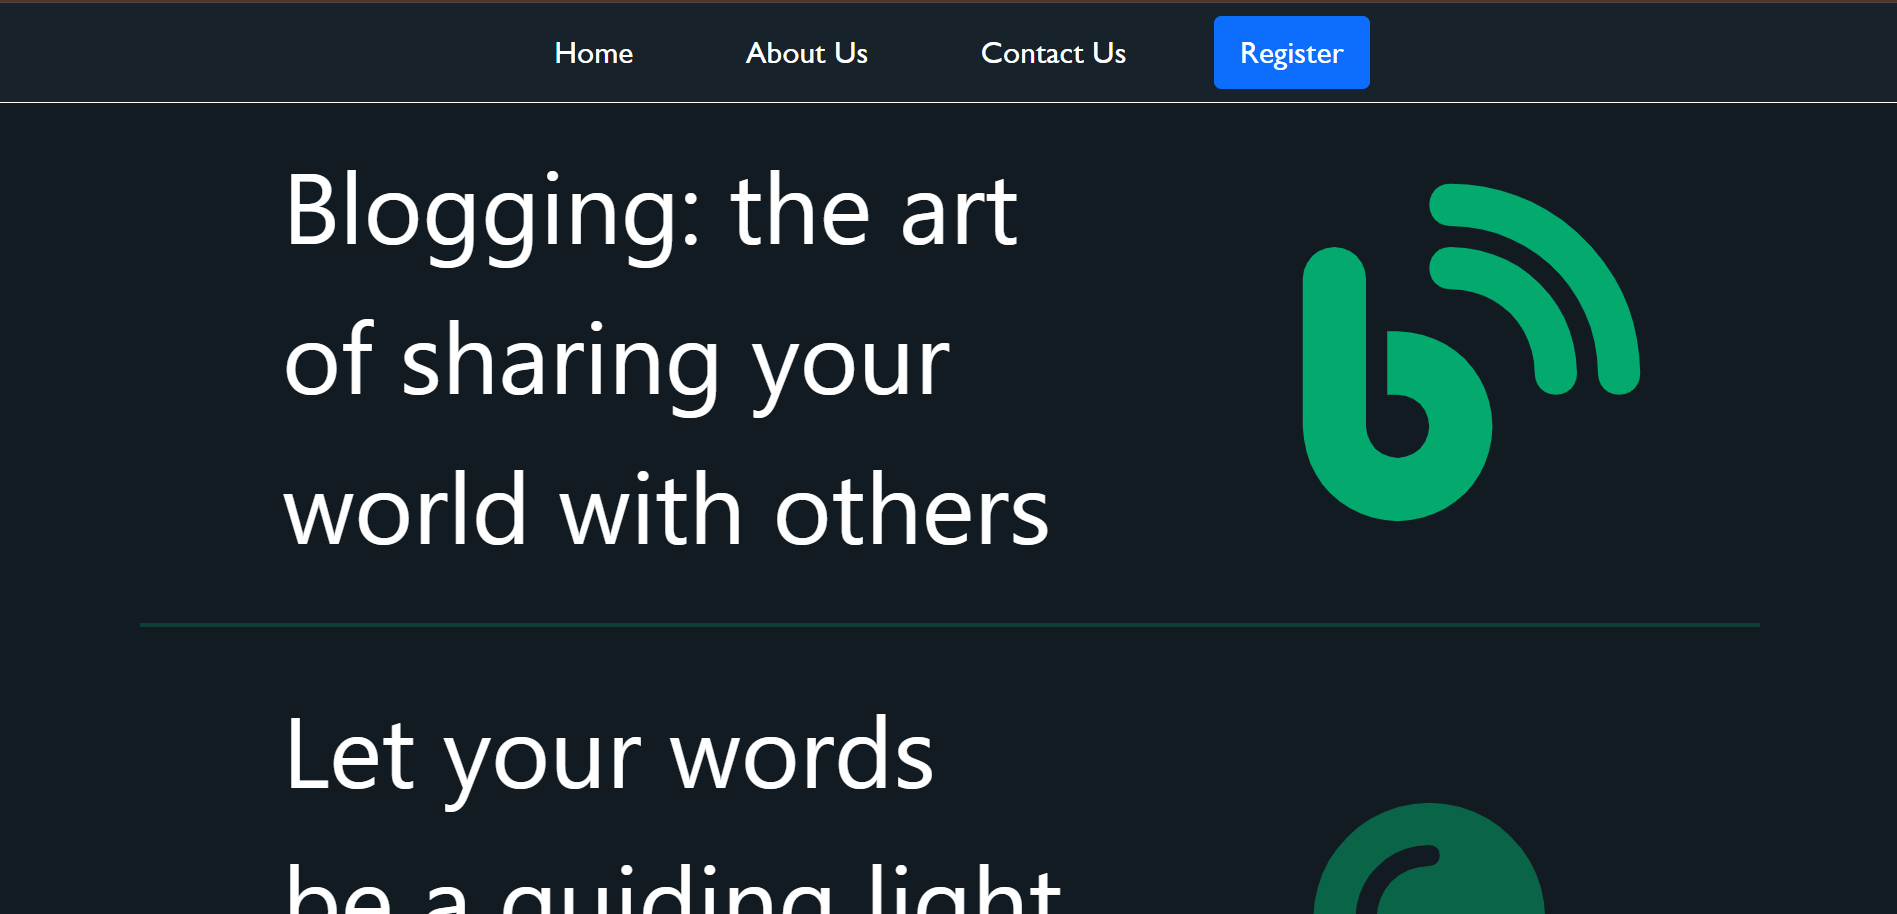 Home About Us Contact Us Register
Blogging: the art
of sharing your
world with others
Let your words
be a guiding light